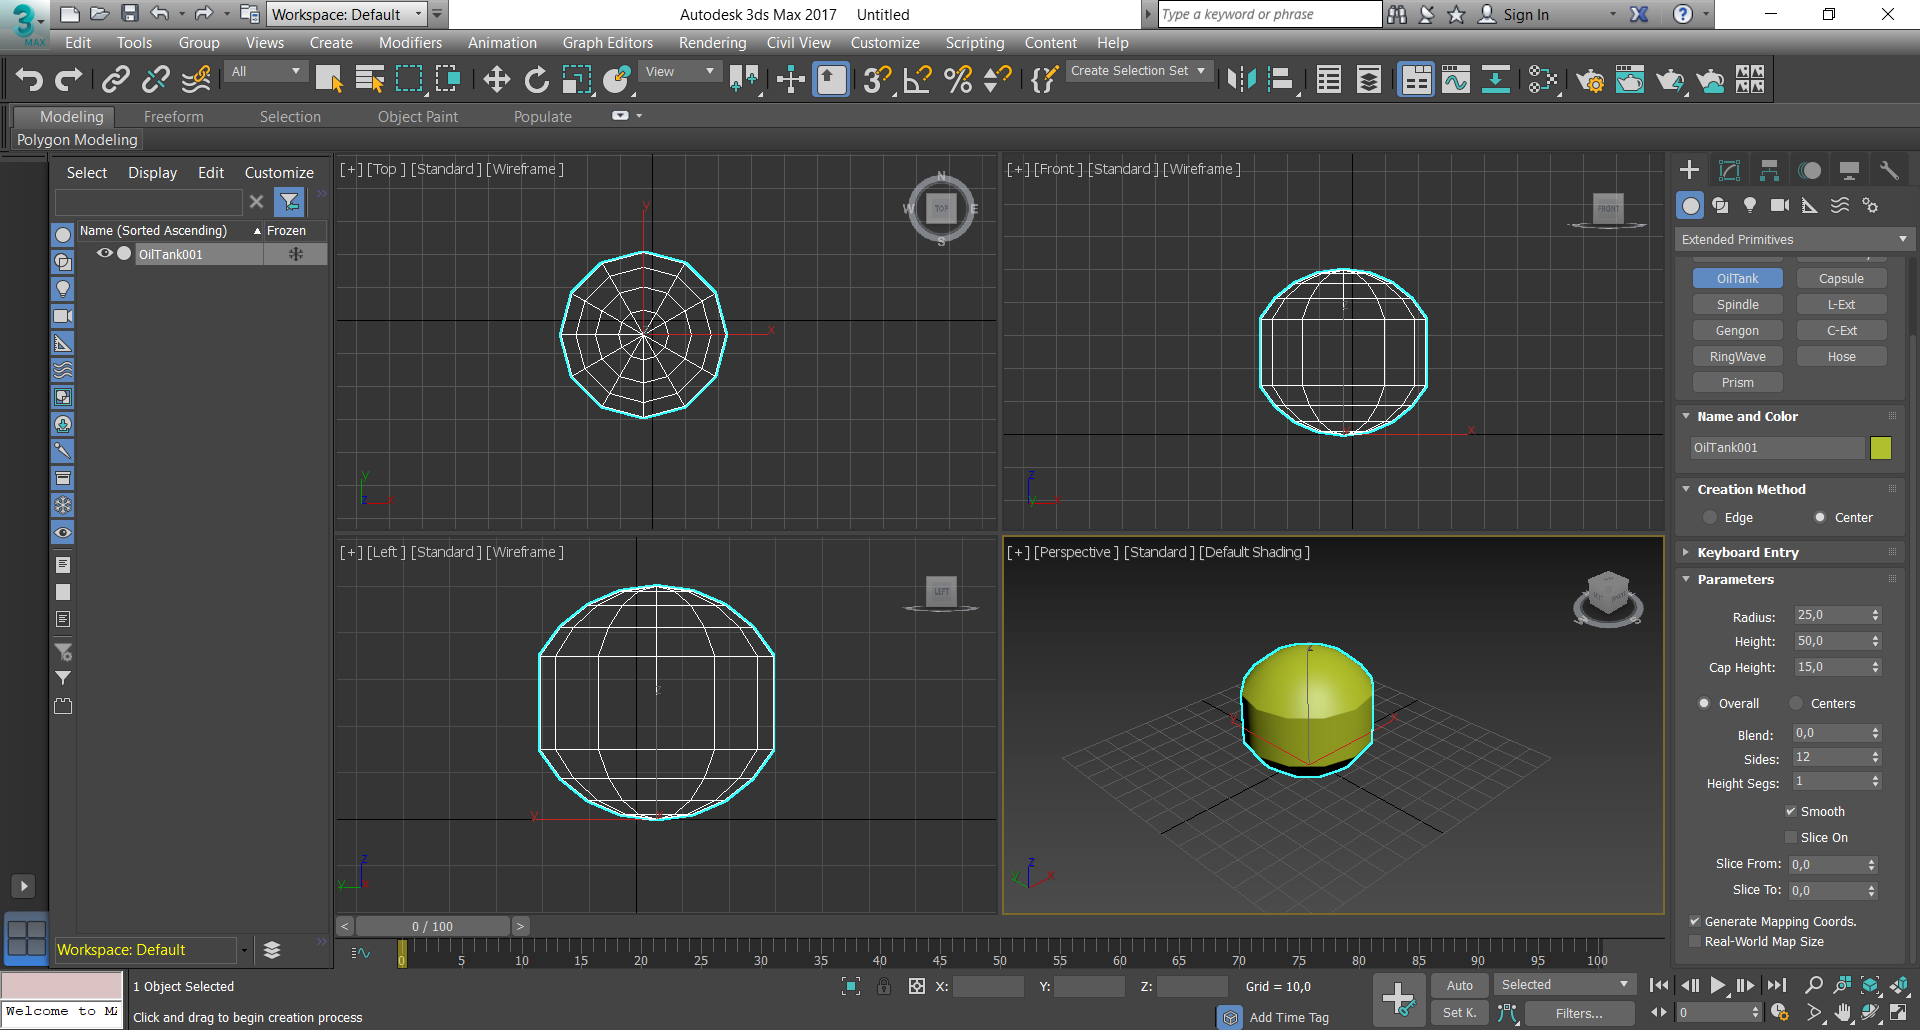 Workspace: Default
Autodesk 3ds Max 2017 Untitled
Type a keyword or phrase
Sign In
3
MAX
Edit Tools Group Views Create Modifiers Animation Graph Editors Rendering Civil View Customize Scripting Content Help
All
View
Create Selection Set
Modeling Freeform Selection Object Paint Populate
Polygon Modeling
Select Display Edit Customize
Name (Sorted Ascending) Frozen
OilTank001
[+] [Top ] [Standard ] [Wireframe ]
N
W TOP E
S
y
x
y
z x
[+] [Front ] [Standard ] [Wireframe ]
FRONT
z
x
z
y x
[+] [Left ] [Standard ] [Wireframe ]
LEFT
z
y
z
y x
[+] [Perspective ] [Standard ] [Default Shading ]
z
y x
z
y x
Extended Primitives
OilTank Capsule
Spindle L-Ext
Gengon C-Ext
RingWave Hose
Prism
Name and Color
OilTank001
Creation Method
Edge Center
Keyboard Entry
Parameters
Radius: 25,0
Height: 50,0
Cap Height: 15,0
Overall Centers
Blend: 0,0
Sides: 12
Height Segs: 1
Smooth
Slice On
Slice From: 0,0
Slice To: 0,0
Generate Mapping Coords.
Real-World Map Size
Workspace: Default
< 0 / 100 >
0 5 10 15 20 25 30 35 40 45 50 55 60 65 70 75 80 85 90 95 100
1 Object Selected
X: Y: Z: Grid = 10,0
Auto Selected
Welcome to
Click and drag to begin creation process
Add Time Tag
Set K. Filters...
0